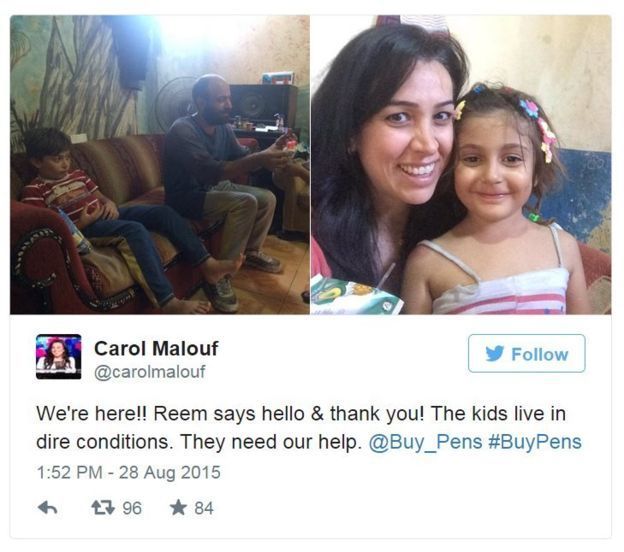 Carol Malouf
@carolmalouf
Follow
We're here!! Reem says hello & thank you! The kids live in
dire conditions. They need our help. @Buy_Pens #BuyPens
1:52 PM - 28 Aug 2015
96
84